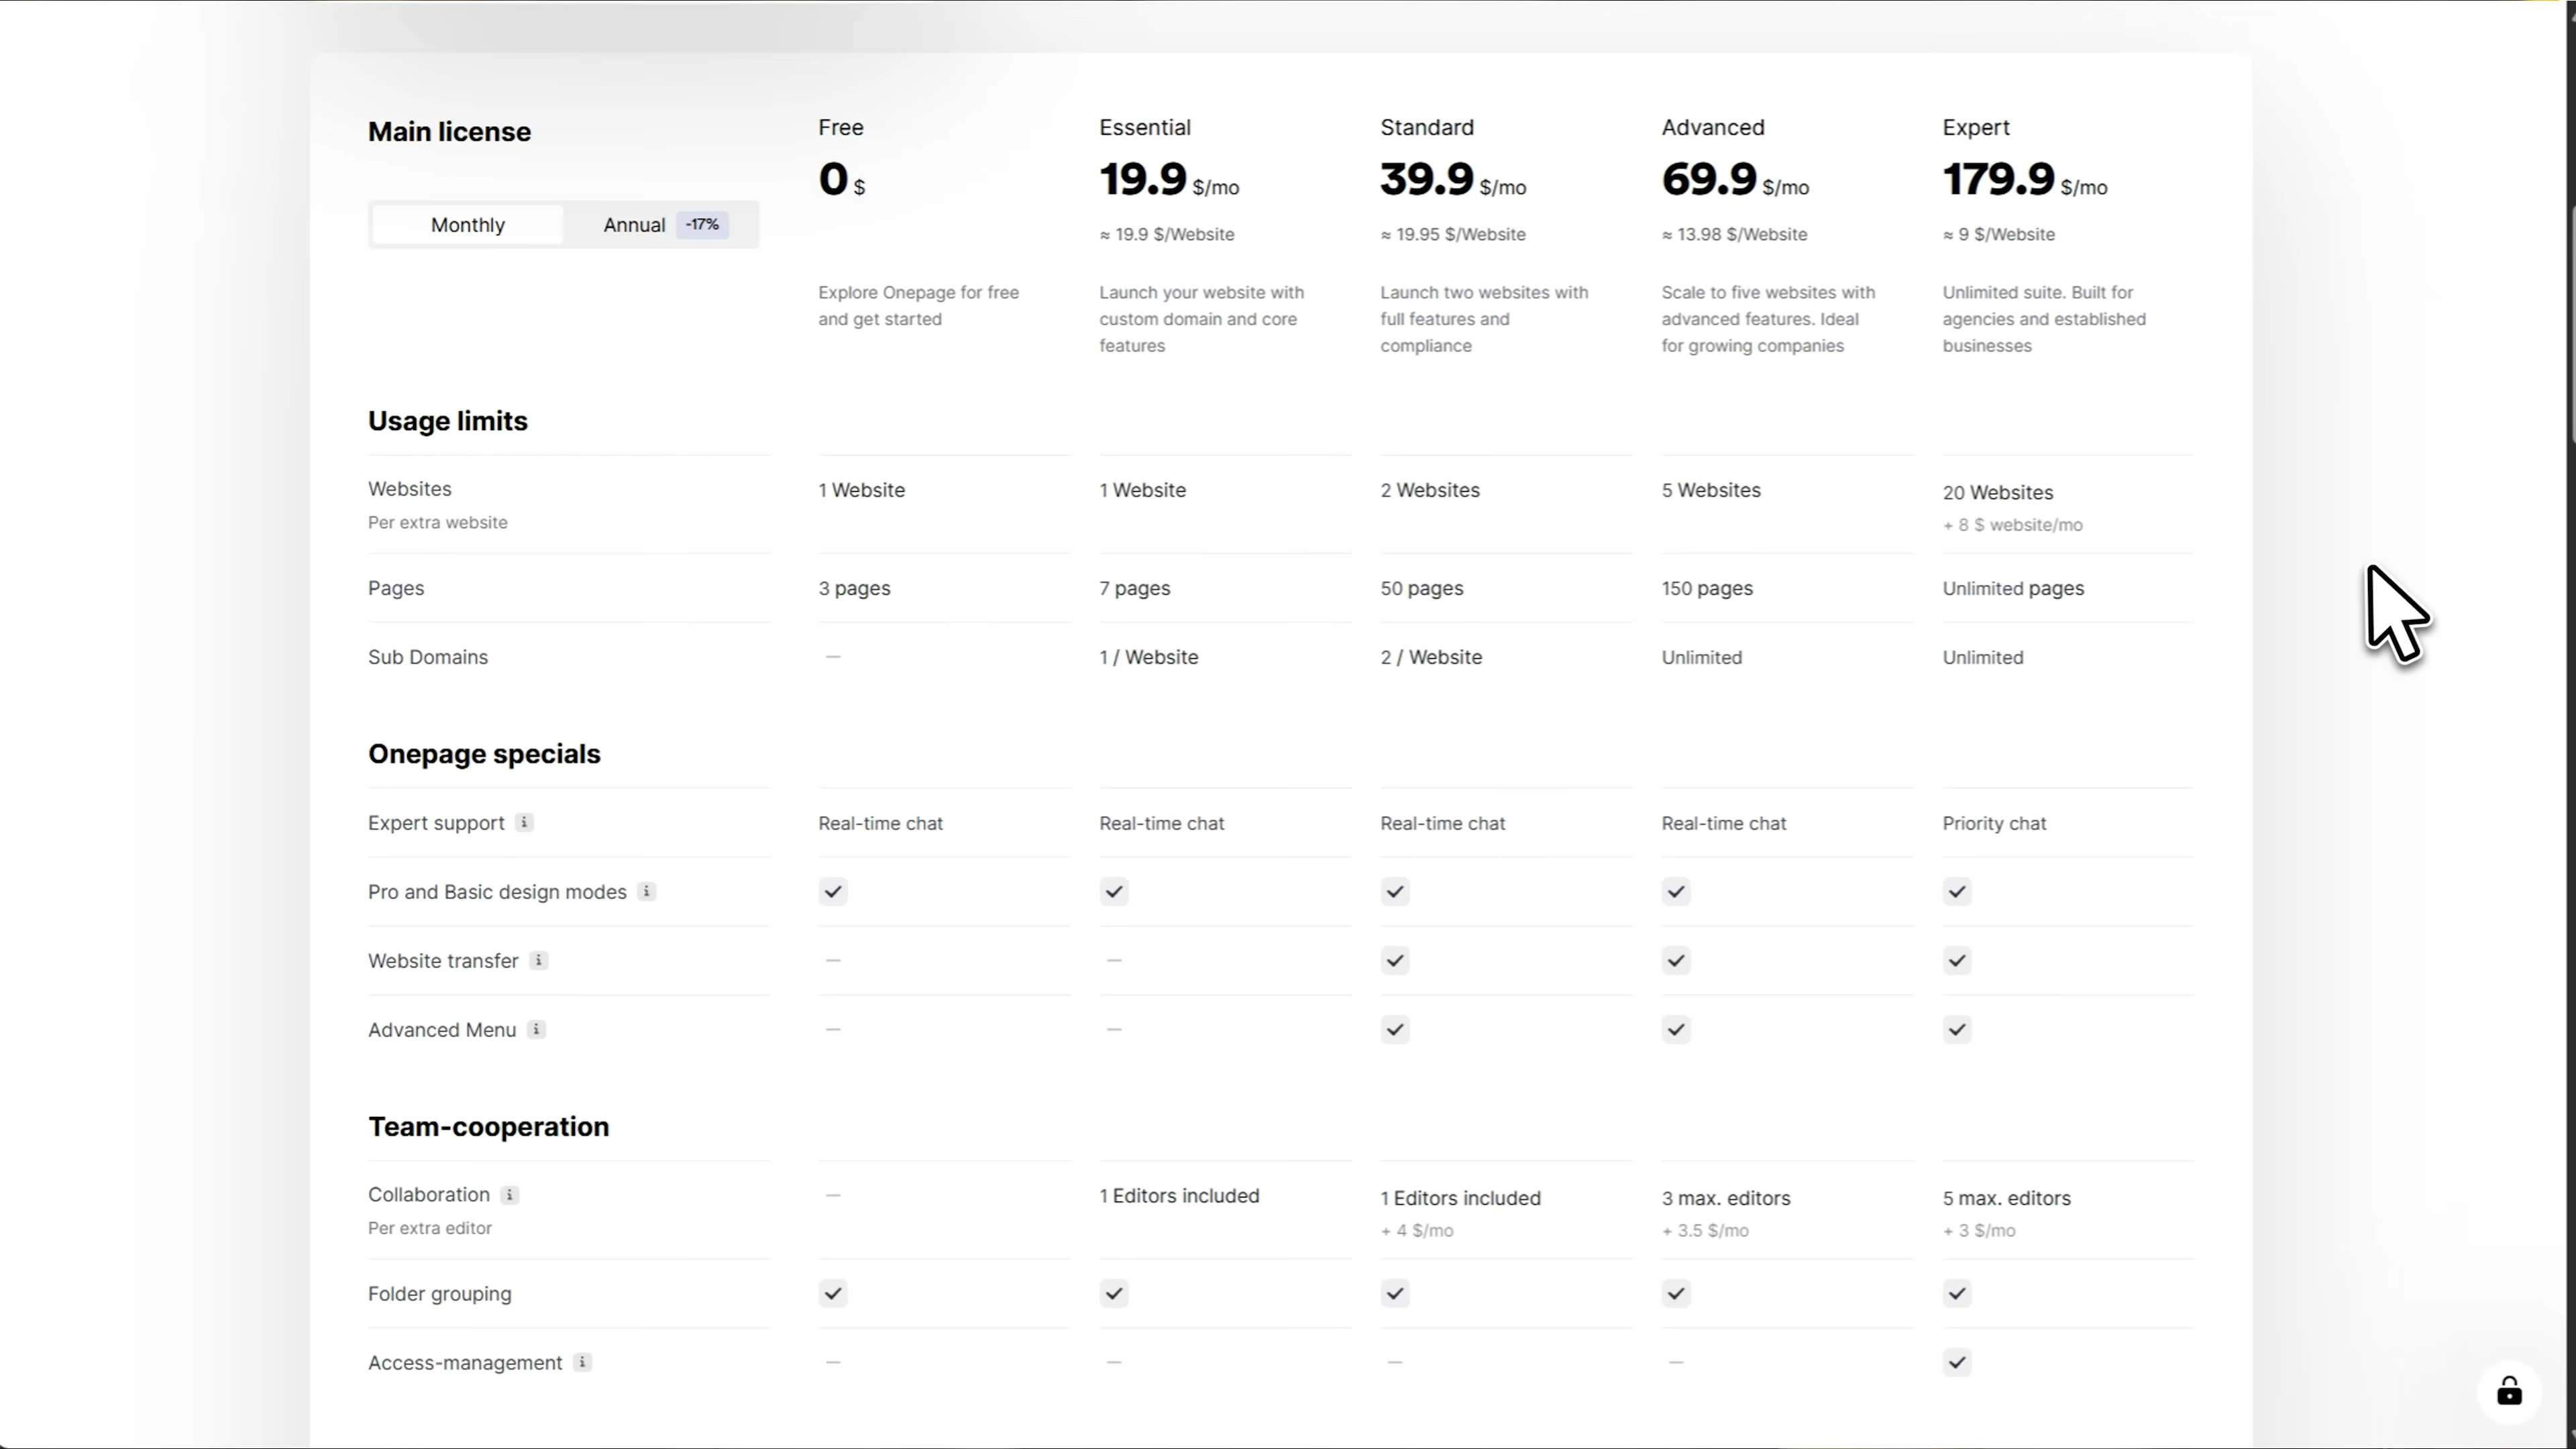 Main license
Monthly
Annual -17%
Free
0 $
Explore Onepage for free
and get started
Essential
19.9 $/mo
≈ 19.9 $/Website
Launch your website with
custom domain and core
features
Standard
39.9 $/mo
≈ 19.95 $/Website
Launch two websites with
full features and
compliance
Advanced
69.9 $/mo
≈ 13.98 $/Website
Scale to five websites with
advanced features. Ideal
for growing companies
Expert
179.9 $/mo
≈ 9 $/Website
Unlimited suite. Built for
agencies and established
businesses
Usage limits
Websites
Per extra website
1 Website
1 Website
2 Websites
5 Websites
20 Websites
+ 8 $ website/mo
Pages
3 pages
7 pages
50 pages
150 pages
Unlimited pages
Sub Domains
—
1 / Website
2 / Website
Unlimited
Unlimited
Onepage specials
Expert support i
Real-time chat
Real-time chat
Real-time chat
Real-time chat
Priority chat
Pro and Basic design modes i
Website transfer i
—
—
Advanced Menu i
—
—
Team-cooperation
Collaboration i
Per extra editor
—
1 Editors included
1 Editors included
+ 4 $/mo
3 max. editors
+ 3.5 $/mo
5 max. editors
+ 3 $/mo
Folder grouping
Access-management i
—
—
—
—